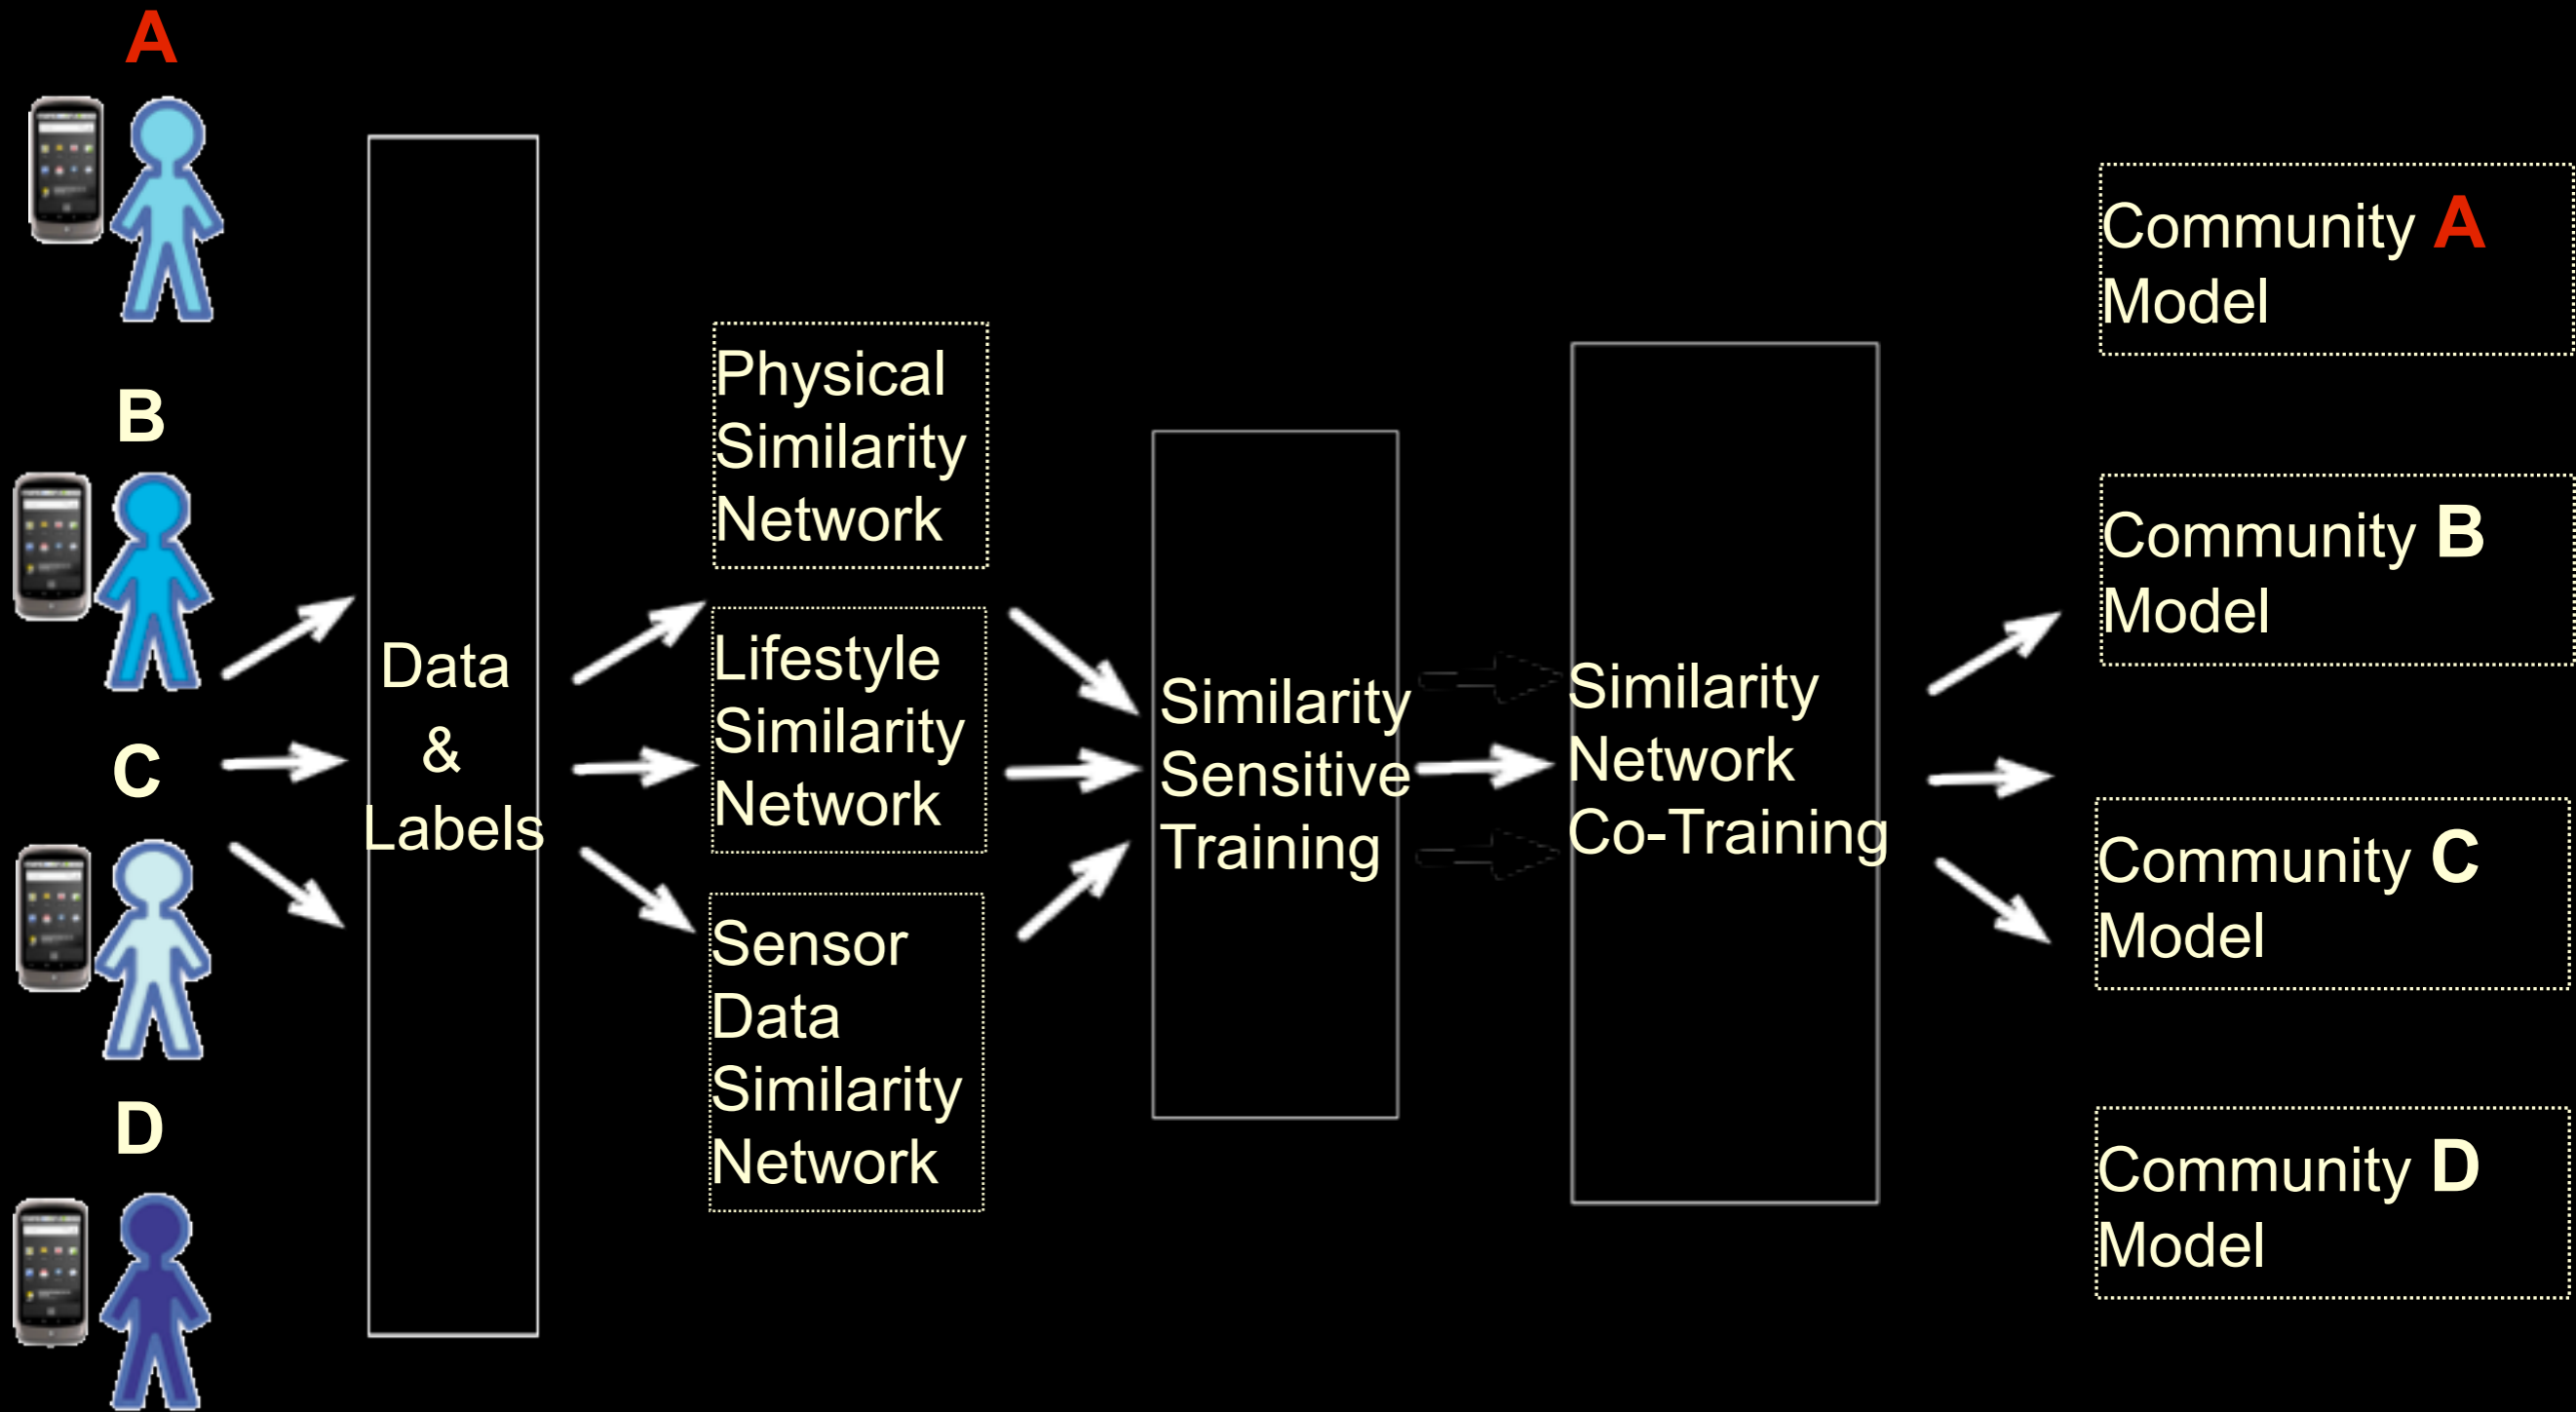 A
B
C
D
Data
&
Labels
Physical
Similarity
Network
Lifestyle
Similarity
Network
Sensor
Data
Similarity
Network
Similarity
Sensitive
Training
Similarity
Network
Co-Training
Community A
Model
Community B
Model
Community C
Model
Community D
Model